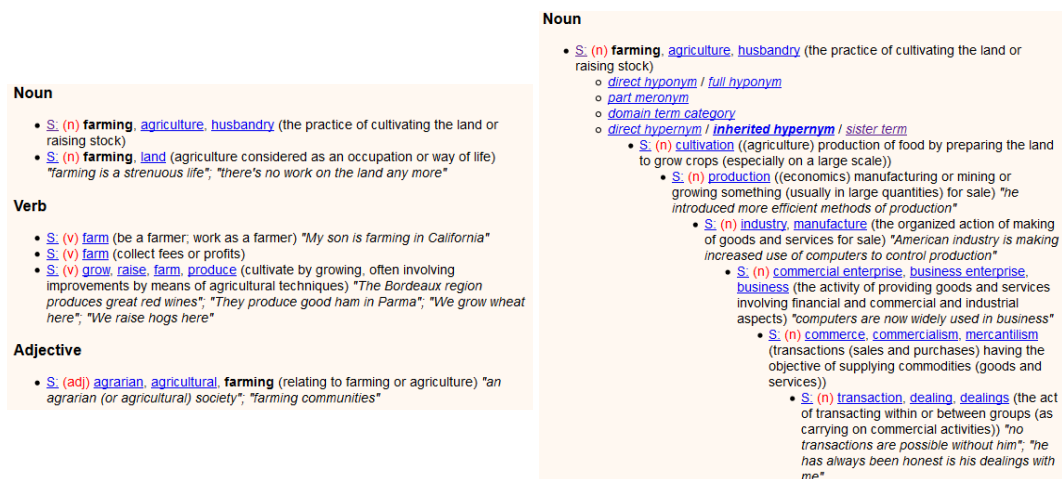 Noun
S: (n) farming, agriculture, husbandry (the practice of cultivating the land or
raising stock)
S: (n) farming, land (agriculture considered as an occupation or way of life)
"farming is a strenuous life"; "there's no work on the land any more"
Verb
S: (v) farm (be a farmer; work as a farmer) "My son is farming in California"
S: (v) farm (collect fees or profits)
S: (v) grow, raise, farm, produce (cultivate by growing, often involving
improvements by means of agricultural techniques) "The Bordeaux region
produces great red wines"; "They produce good ham in Parma"; "We grow wheat
here"; "We raise hogs here"
Adjective
S: (adj) agrarian, agricultural, farming (relating to farming or agriculture) "an
agrarian (or agricultural) society"; "farming communities"
Noun
S: (n) farming, agriculture, husbandry (the practice of cultivating the land or
raising stock)
direct hyponym / full hyponym
part meronym
domain term category
direct hypernym / inherited hypernym / sister term
S: (n) cultivation ((agriculture) production of food by preparing the land
to grow crops (especially on a large scale))
S: (n) production ((economics) manufacturing or mining or
growing something (usually in large quantities) for sale) "he
introduced more efficient methods of production"
S: (n) industry, manufacture (the organized action of making
of goods and services for sale) "American industry is making
increased use of computers to control production"
S: (n) commercial enterprise, business enterprise,
business (the activity of providing goods and services
involving financial and commercial and industrial
aspects) "computers are now widely used in business"
S: (n) commerce, commercialism, mercantilism
(transactions (sales and purchases) having the
objective of supplying commodities (goods and
services))
S: (n) transaction, dealing, dealings (the act
of transacting within or between groups (as
carrying on commercial activities)) "no
transactions are possible without him"; "he
has always been honest is his dealings with
me"